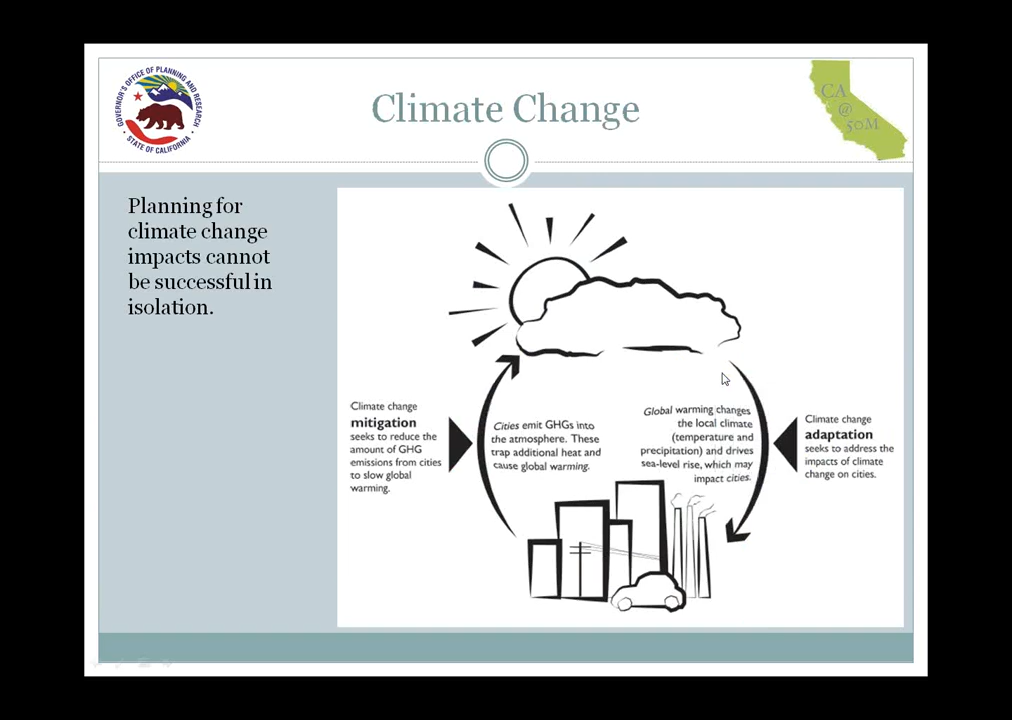 GOVERNOR'S OFFICE OF PLANNING AND RESEARCH
• STATE OF CALIFORNIA •
Climate Change
CA
@
50M
Planning for
climate change
impacts cannot
be successful in
isolation.
Climate change
mitigation
seeks to reduce the
amount of GHG
emissions from cities
to slow global
warming.
Cities emit GHGs into
the atmosphere. These
trap additional heat and
cause global warming.
Global warming changes
the local climate
(temperature and
precipitation) and drives
sea-level rise, which may
impact cities.
Climate change
adaptation
seeks to address the
impacts of climate
change on cities.